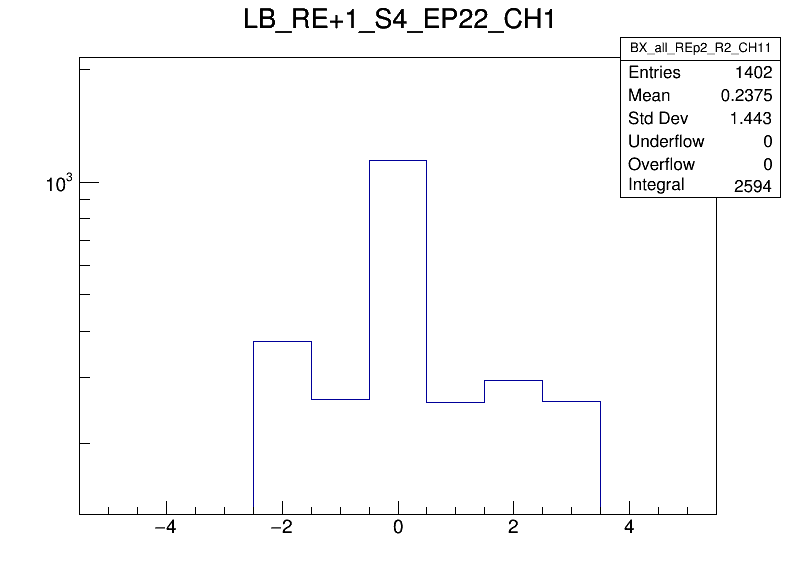 LB_RE+1_S4_EP22_CH1
BX_all_REp2_R2_CH11
Entries 1402
Mean 0.2375
Std Dev 1.443
Underflow 0
Overflow 0
Integral 2594
10³
−4 −2 0 2 4